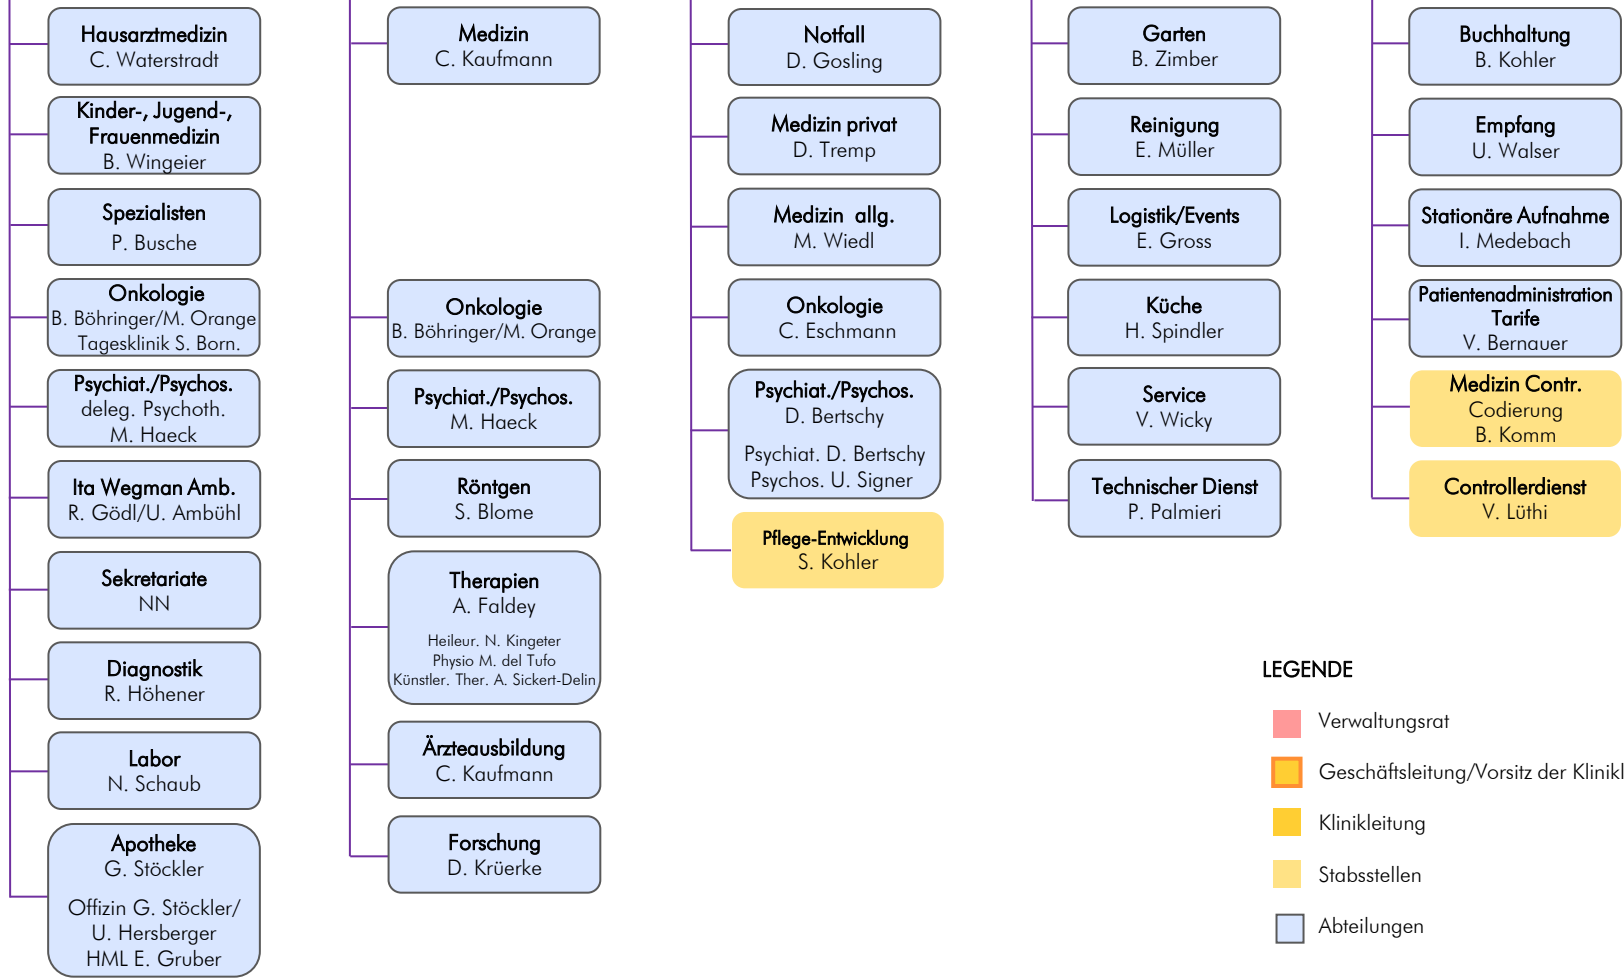 Hausarztmedizin
C. Waterstradt
Kinder-, Jugend-,
Frauenmedizin
B. Wingeier
Spezialisten
P. Busche
Onkologie
B. Böhringer/M. Orange
Tagesklinik S. Born.
Psychiat./Psychos.
deleg. Psychoth.
M. Haeck
Ita Wegman Amb.
R. Gödl/U. Ambühl
Sekretariate
NN
Diagnostik
R. Höhener
Labor
N. Schaub
Apotheke
G. Stöckler
Offizin G. Stöckler/
U. Hersberger
HML E. Gruber
Medizin
C. Kaufmann
Onkologie
B. Böhringer/M. Orange
Psychiat./Psychos.
M. Haeck
Röntgen
S. Blome
Therapien
A. Faldey
Heileur. N. Kingeter
Physio M. del Tufo
Künstler. Ther. A. Sickert-Delin
Ärzteausbildung
C. Kaufmann
Forschung
D. Krüerke
Notfall
D. Gosling
Medizin privat
D. Tremp
Medizin allg.
M. Wiedl
Onkologie
C. Eschmann
Psychiat./Psychos.
D. Bertschy
Psychiat. D. Bertschy
Psychos. U. Signer
Pflege-Entwicklung
S. Kohler
Garten
B. Zimber
Reinigung
E. Müller
Logistik/Events
E. Gross
Küche
H. Spindler
Service
V. Wicky
Technischer Dienst
P. Palmieri
Buchhaltung
B. Kohler
Empfang
U. Walser
Stationäre Aufnahme
I. Medebach
Patientenadministration
Tarife
V. Bernauer
Medizin Contr.
Codierung
B. Komm
Controllerdienst
V. Lüthi
LEGENDE
Verwaltungsrat
Geschäftsleitung/Vorsitz der Klinikl
Klinikleitung
Stabsstellen
Abteilungen